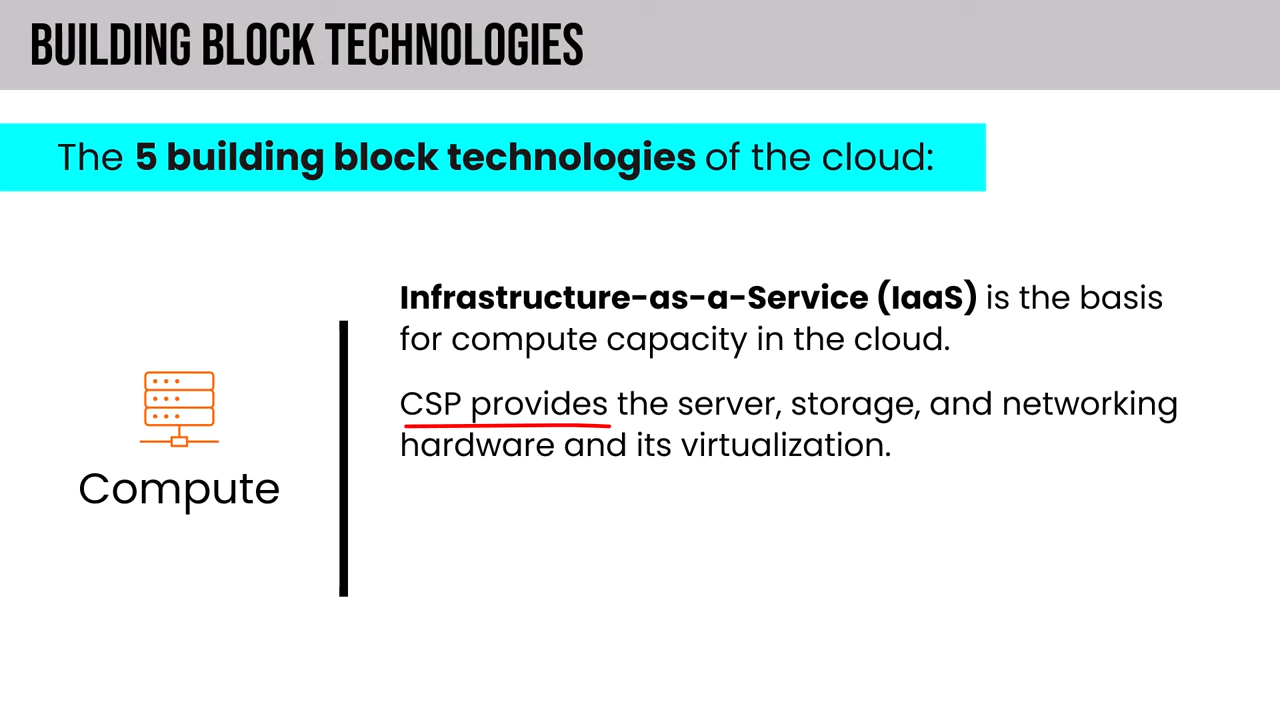 BUILDING BLOCK TECHNOLOGIES
The 5 building block technologies of the cloud:
Infrastructure-as-a-Service (IaaS) is the basis
for compute capacity in the cloud.
CSP provides the server, storage, and networking
hardware and its virtualization.
Compute